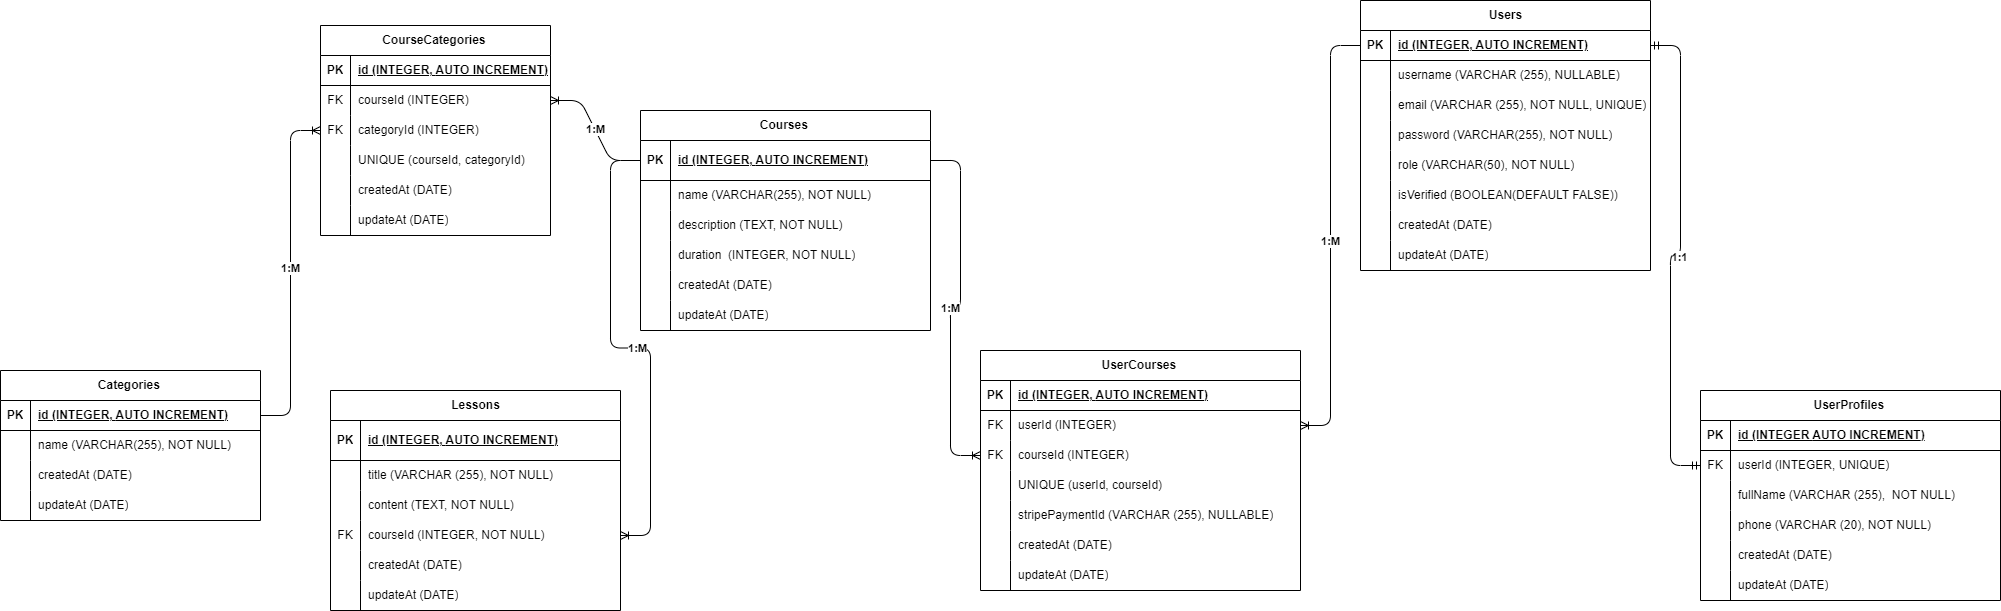 CourseCategories
PK id (INTEGER, AUTO INCREMENT)
FK courseId (INTEGER)
FK categoryId (INTEGER)
UNIQUE (courseId, categoryId)
createdAt (DATE)
updateAt (DATE)
1:M
1:M
Categories
PK id (INTEGER, AUTO INCREMENT)
name (VARCHAR(255), NOT NULL)
createdAt (DATE)
updateAt (DATE)
Courses
PK id (INTEGER, AUTO INCREMENT)
name (VARCHAR(255), NOT NULL)
description (TEXT, NOT NULL)
duration (INTEGER, NOT NULL)
createdAt (DATE)
updateAt (DATE)
1:M
1:M
Lessons
PK id (INTEGER, AUTO INCREMENT)
title (VARCHAR (255), NOT NULL)
content (TEXT, NOT NULL)
FK courseId (INTEGER, NOT NULL)
createdAt (DATE)
updateAt (DATE)
UserCourses
PK id (INTEGER, AUTO INCREMENT)
FK userId (INTEGER)
FK courseId (INTEGER)
UNIQUE (userId, courseId)
stripePaymentId (VARCHAR (255), NULLABLE)
createdAt (DATE)
updateAt (DATE)
1:M
Users
PK id (INTEGER, AUTO INCREMENT)
username (VARCHAR (255), NULLABLE)
email (VARCHAR (255), NOT NULL, UNIQUE)
password (VARCHAR(255), NOT NULL)
role (VARCHAR(50), NOT NULL)
isVerified (BOOLEAN(DEFAULT FALSE))
createdAt (DATE)
updateAt (DATE)
1:1
UserProfiles
PK id (INTEGER AUTO INCREMENT)
FK userId (INTEGER, UNIQUE)
fullName (VARCHAR (255), NOT NULL)
phone (VARCHAR (20), NOT NULL)
createdAt (DATE)
updateAt (DATE)